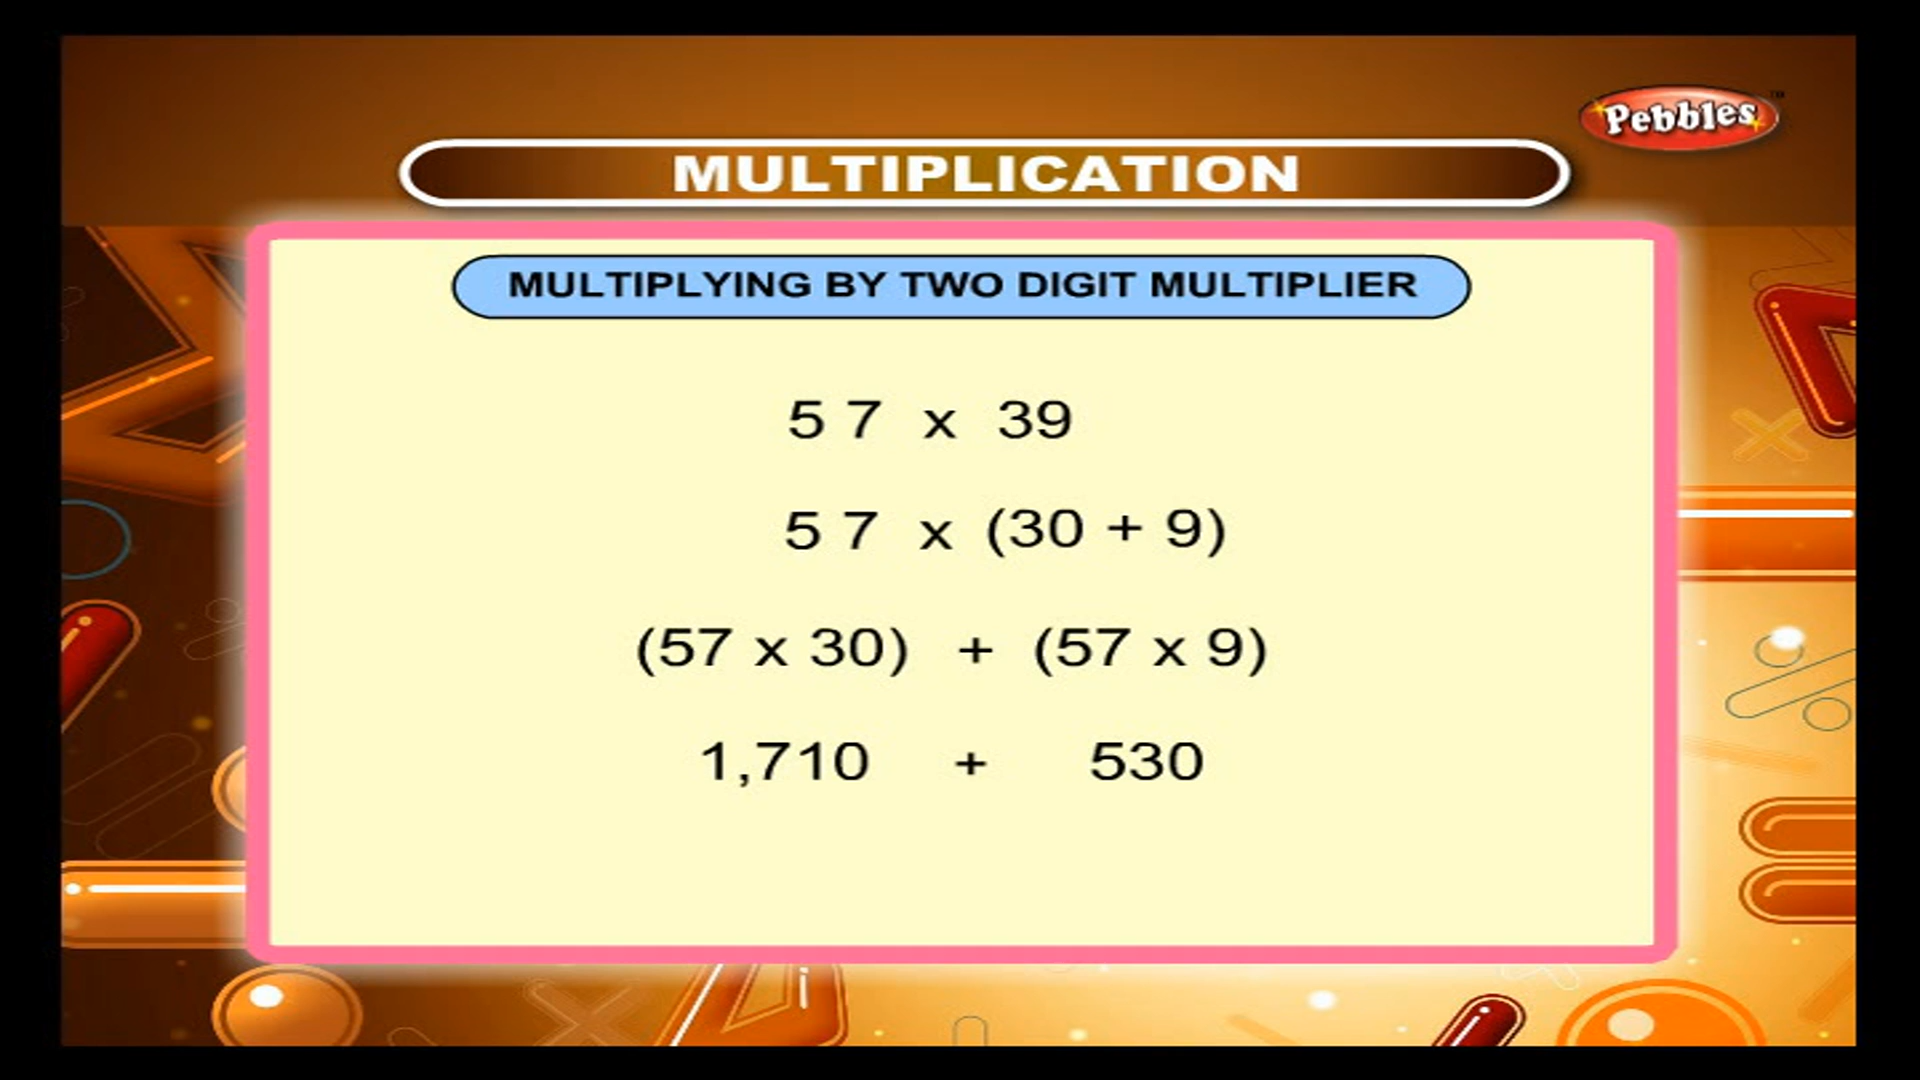 Pebbles™
MULTIPLICATION
MULTIPLYING BY TWO DIGIT MULTIPLIER
5 7 x 39
5 7 x (30 + 9)
(57 x 30) + (57 x 9)
1,710 + 530